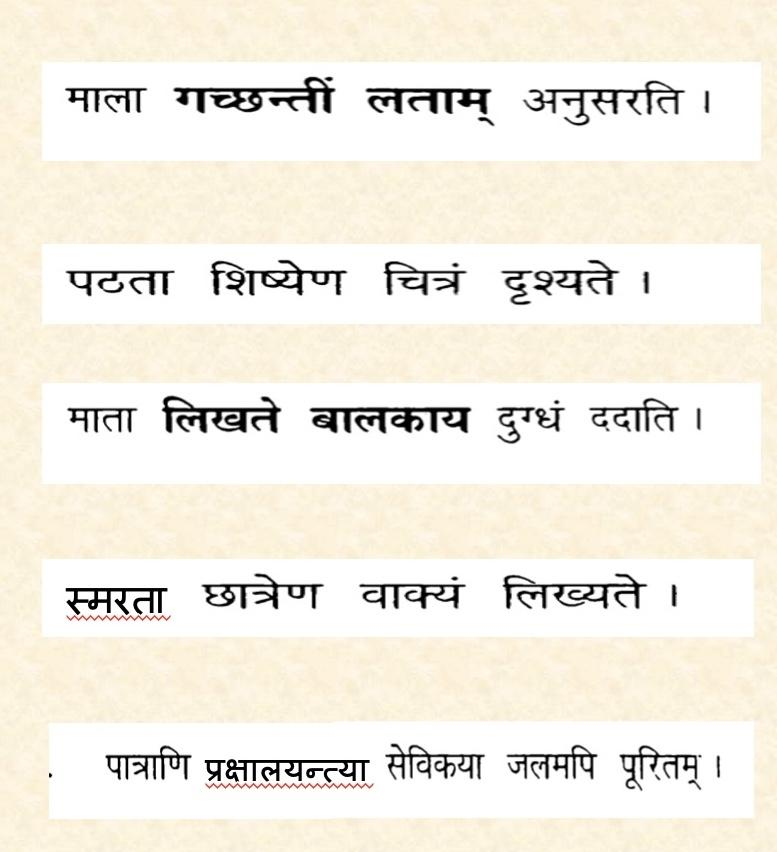 माला गच्छन्तीं लताम् अनुसरति ।
पठता शिष्येण चित्रं दृश्यते ।
माता लिखते बालकाय दुग्धं ददाति ।
स्मरता छात्रेण वाक्यं लिख्यते ।
. पात्राणि प्रक्षालयन्त्या सेविकया जलमपि पूरितम् ।